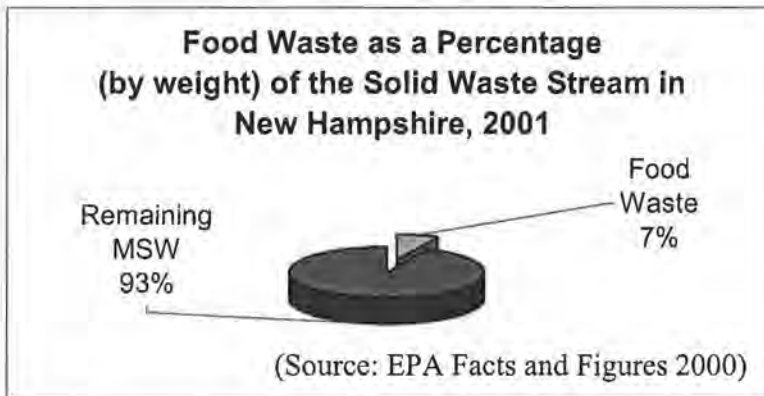 Food Waste as a Percentage
(by weight) of the Solid Waste Stream in
New Hampshire, 2001
Food
Waste
7%
Remaining
MSW
93%
(Source: EPA Facts and Figures 2000)